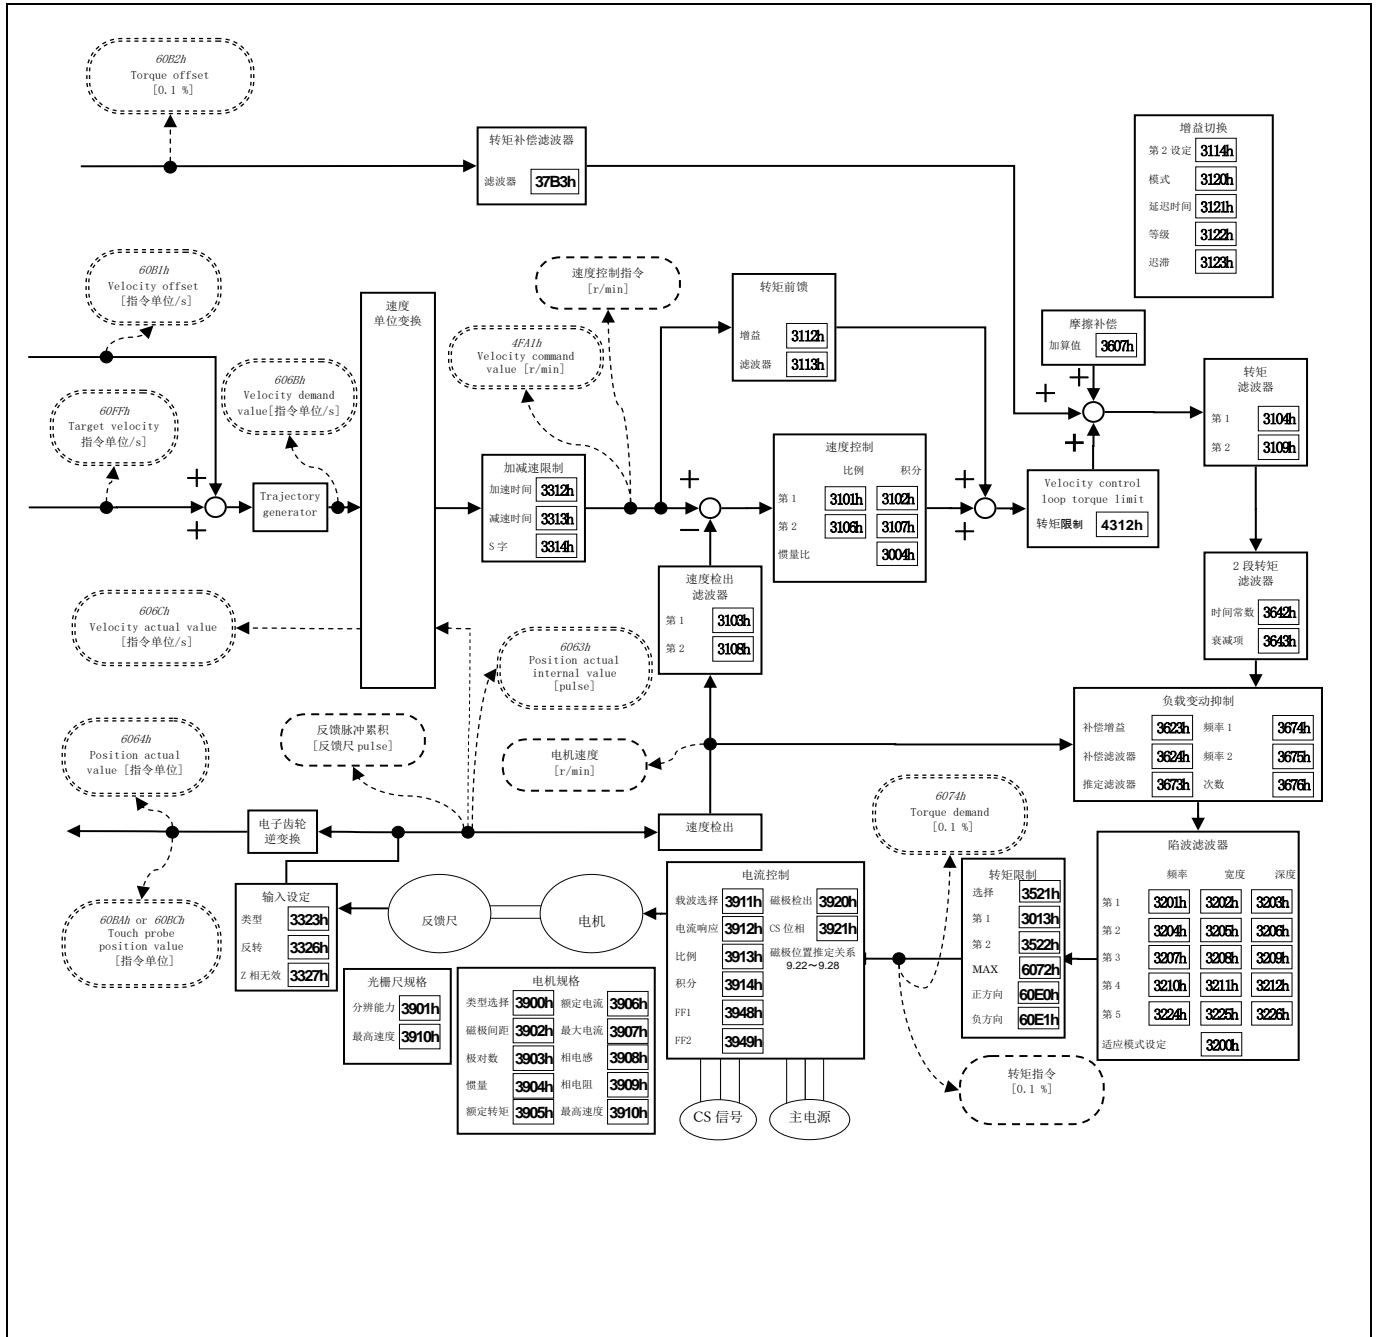 60B2h
Torque offset
[0.1 %]
转矩补偿滤波器
滤波器 37B3h
增益切换
第 2 设定 3114h
模式 3120h
延迟时间 3121h
等级 3122h
迟滞 3123h
60B1h
Velocity offset
[指令单位/s]
速度
单位变换
速度控制指令
[r/min]
转矩前馈
增益 3112h
滤波器 3113h
摩擦补偿
加算值 3607h
4FA1h
Velocity command
value [r/min]
606Bh
Velocity demand
value[指令单位/s]
60FFh
Target velocity
指令单位/s]
转矩
滤波器
第 1 3104h
第 2 3109h
+
+
+
Trajectory
generator
加减速限制
加速时间 3312h
减速时间 3313h
S 字 3314h
+
−
速度控制
比例 积分
第 1 3101h 3102h
第 2 3106h 3107h
惯量比 3004h
+
+
+
+
Velocity control
loop torque limit
转矩限制 4312h
2 段转矩
滤波器
时间常数 3642h
衰减项 3643h
速度检出
滤波器
第 1 3103h
第 2 3108h
606Ch
Velocity actual value
[指令单位/s]
6063h
Position actual
internal value
[pulse]
负载变动抑制
补偿增益 3623h 频率 1 3674h
补偿滤波器 3624h 频率 2 3675h
推定滤波器 3673h 次数 3676h
6064h
Position actual
value [指令单位]
反馈脉冲累积
[反馈尺 pulse]
电机速度
[r/min]
6074h
Torque demand
[0.1 %]
电子齿轮
逆变换
速度检出
陷波滤波器
频率 宽度 深度
第 1 3201h 3202h 3203h
第 2 3204h 3205h 3206h
第 3 3207h 3208h 3209h
第 4 3210h 3211h 3212h
第 5 3224h 3225h 3226h
适应模式设定 3200h
转矩限制
选择 3521h
第 1 3013h
第 2 3522h
MAX 6072h
正方向 60E0h
负方向 60E1h
电流控制
载波选择 3911h 磁极检出 3920h
电流响应 3912h CS 位相 3921h
比例 3913h 磁极位置推定关系
9.22～9.28
积分 3914h
FF1 3948h
FF2 3949h
60BAh or 60BCh
Touch probe
position value
[指令单位]
输入设定
类型 3323h
反转 3326h
Z 相无效 3327h
反馈尺
电机
光栅尺规格
分辨能力 3901h
最高速度 3910h
电机规格
类型选择 3900h 额定电流 3906h
磁极间距 3902h 最大电流 3907h
极对数 3903h 相电感 3908h
惯量 3904h 相电阻 3909h
额定转矩 3905h 最高速度 3910h
转矩指令
[0.1 %]
CS 信号
主电源